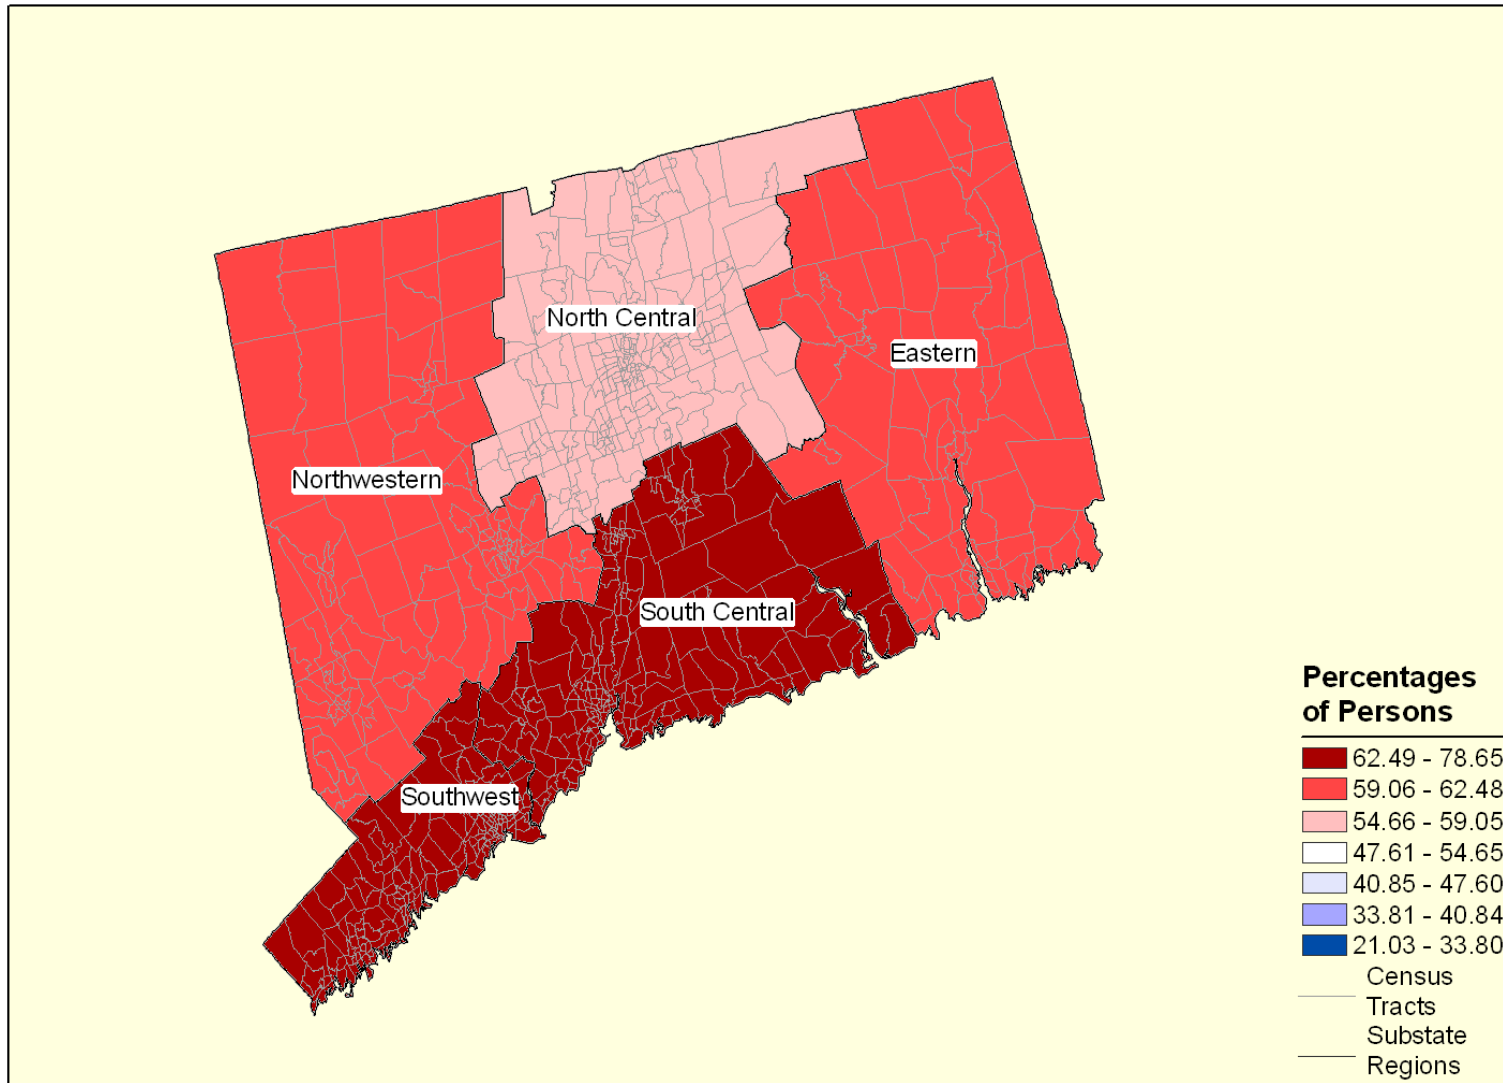 North Central
Eastern
Northwestern
South Central
Southwest
Percentages
of Persons
62.49 - 78.65
59.06 - 62.48
54.66 - 59.05
47.61 - 54.65
40.85 - 47.60
33.81 - 40.84
21.03 - 33.80
Census
Tracts
Substate
Regions